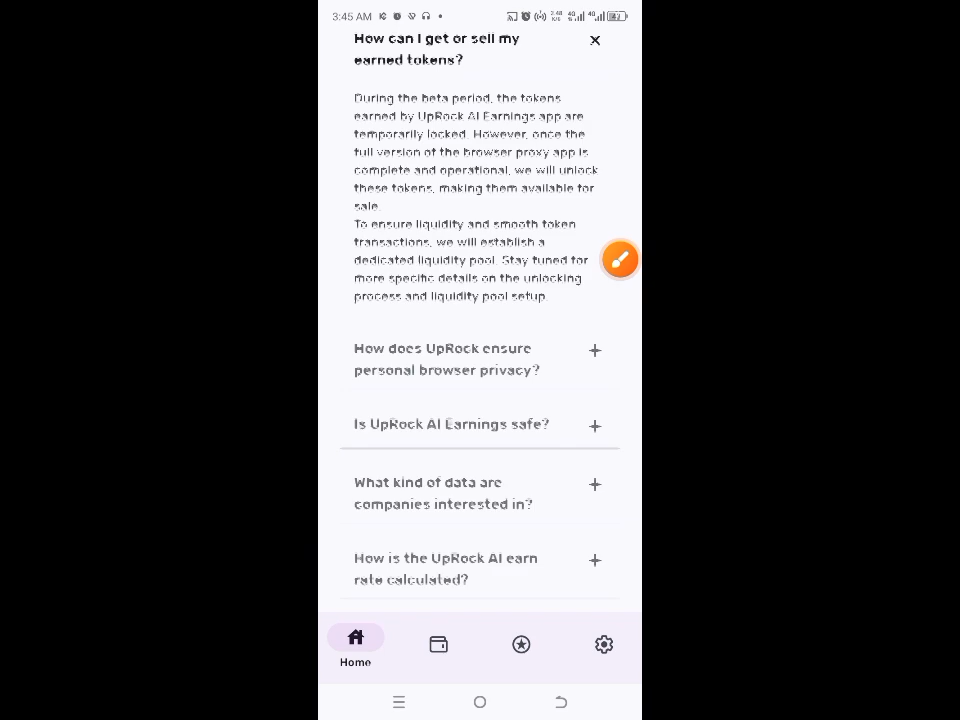 3:45 AM
How can I get or sell my
earned tokens?
During the beta period, the tokens
earned by UpRock AI Earnings app are
temporarily locked. However, once the
full version of the browser proxy app is
complete and operational, we will unlock
these tokens, making them available for
sale.
To ensure liquidity and smooth token
transactions, we will establish a
dedicated liquidity pool. Stay tuned for
more specific details on the unlocking
process and liquidity pool setup.
How does UpRock ensure
personal browser privacy?
Is UpRock AI Earnings safe?
What kind of data are
companies interested in?
How is the UpRock AI earn
rate calculated?
Home